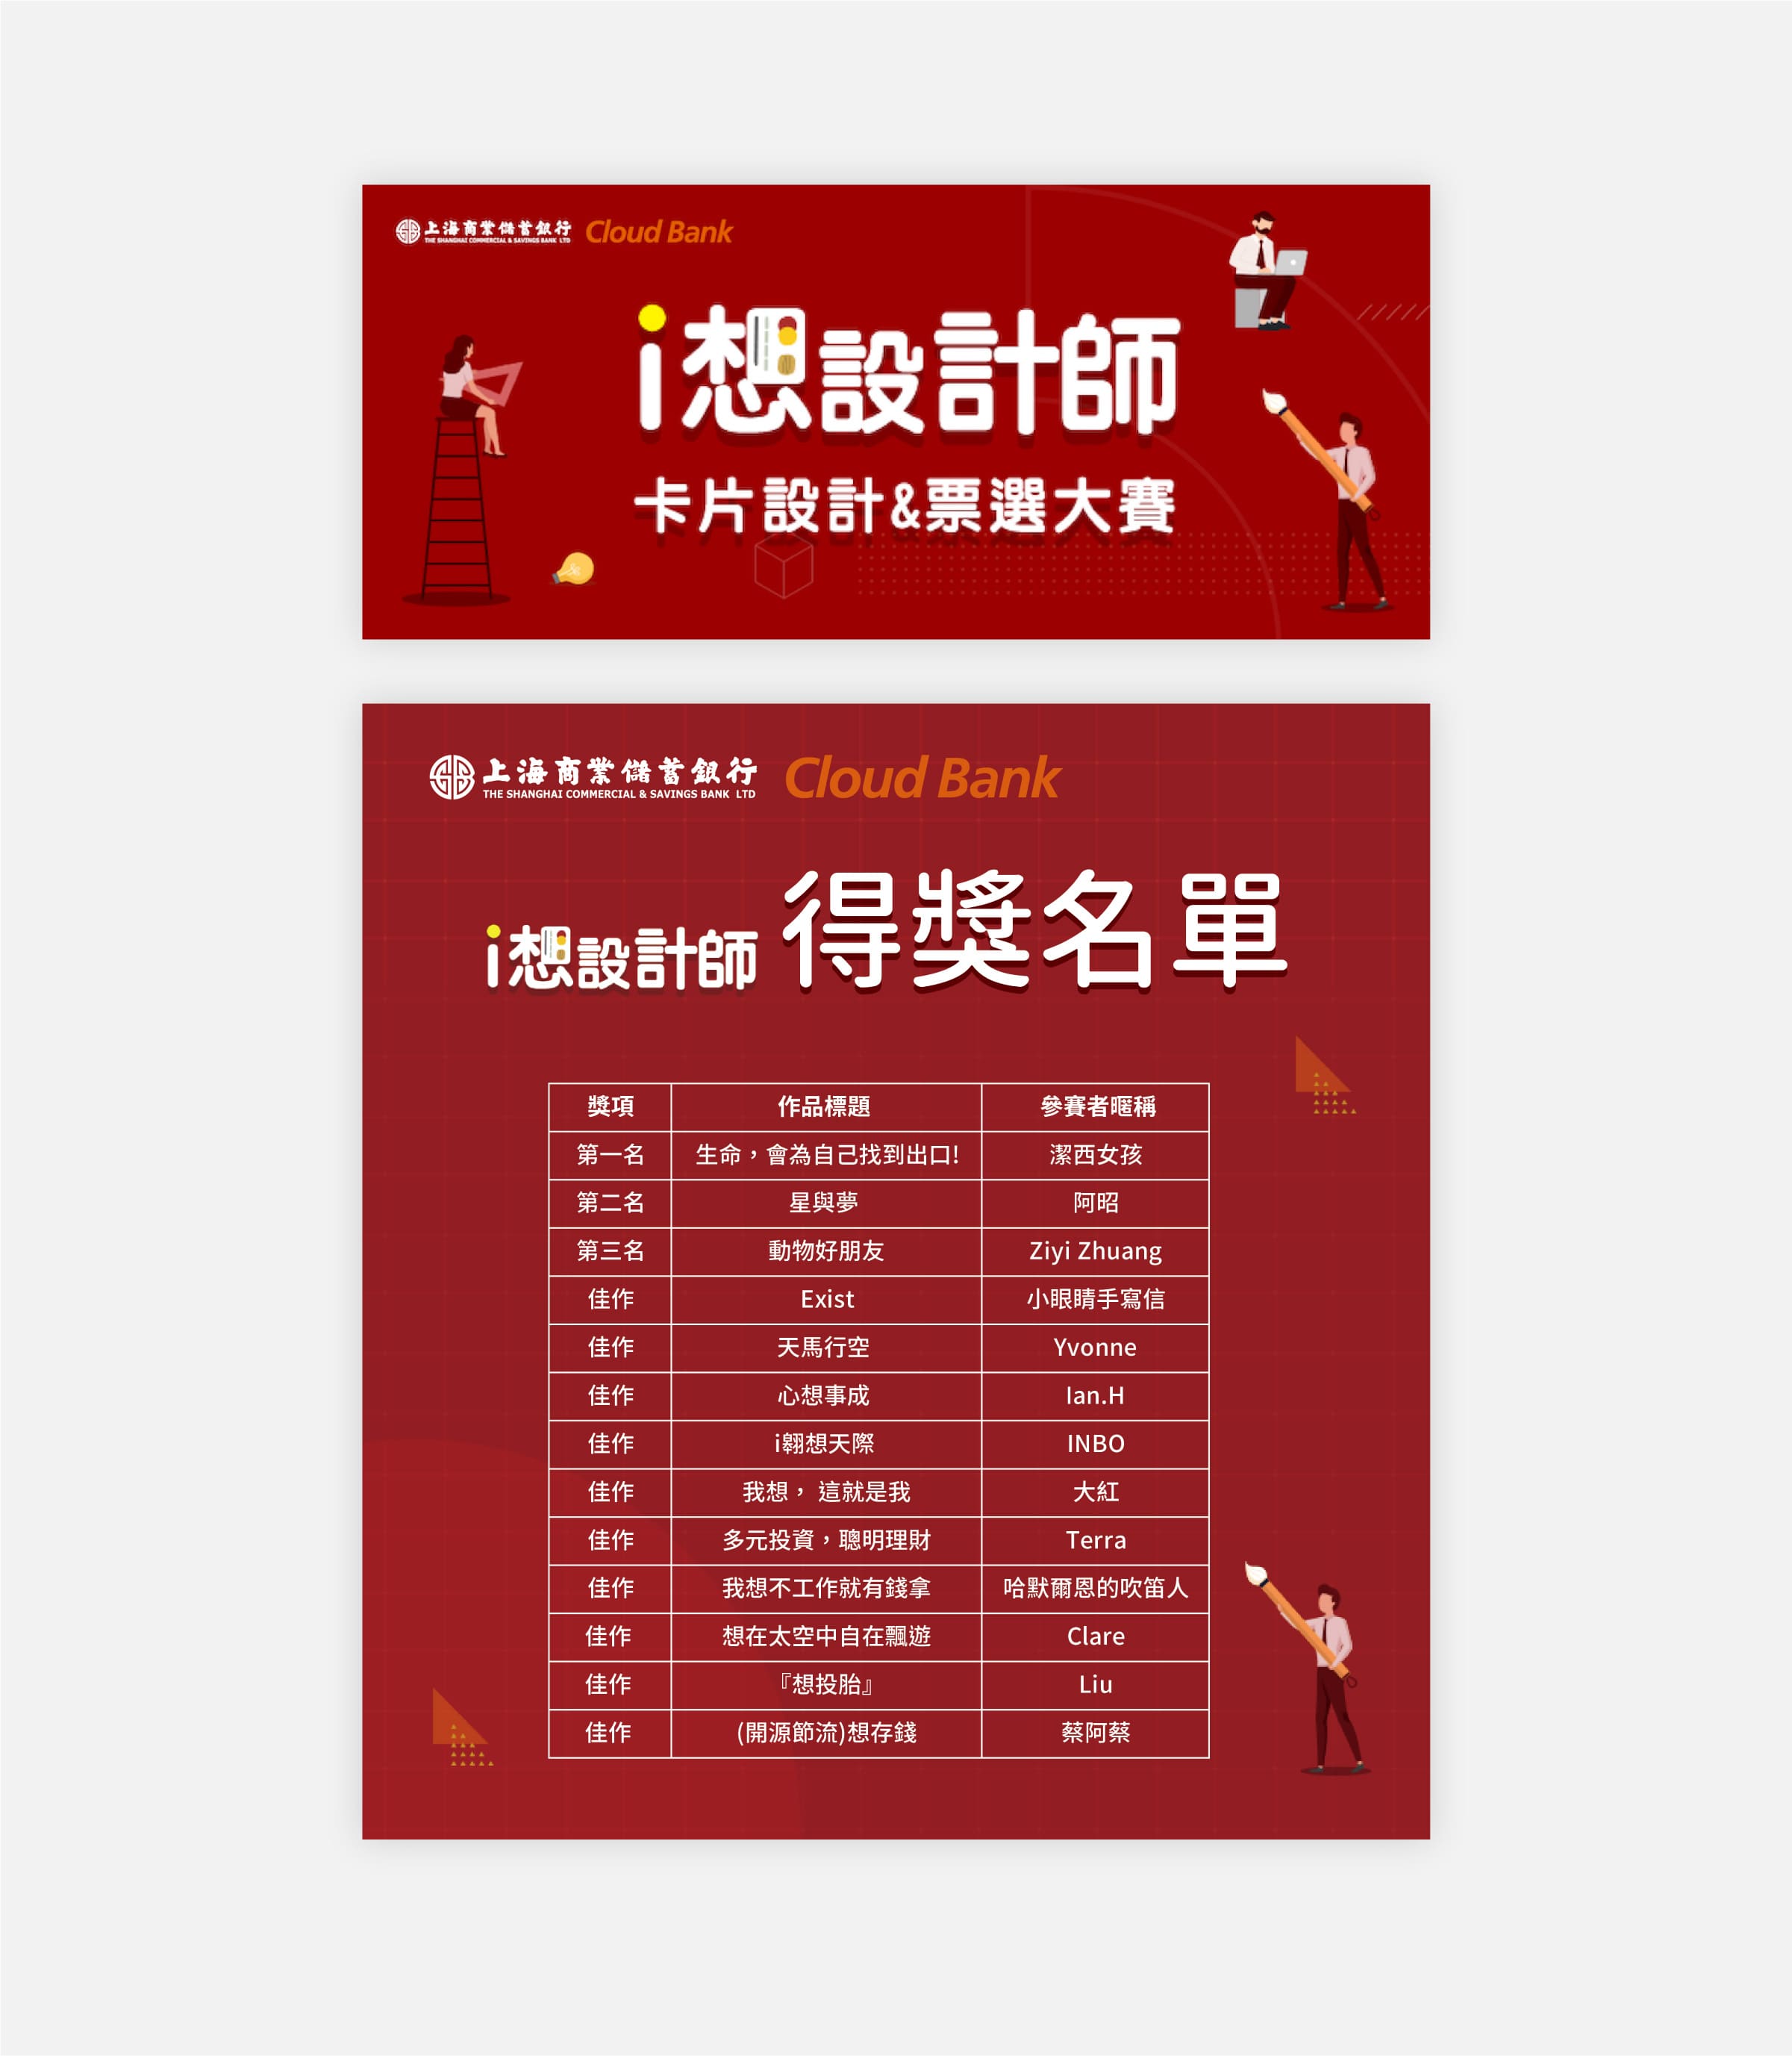 上海商業儲蓄銀行 Cloud Bank
THE SHANGHAI COMMERCIAL & SAVINGS BANK LTD
i想設計師
卡片設計&票選大賽
上海商業儲蓄銀行 Cloud Bank
THE SHANGHAI COMMERCIAL & SAVINGS BANK LTD
i想設計師 得獎名單
獎項 作品標題 參賽者暱稱
第一名 生命，會為自己找到出口! 潔西女孩
第二名 星與夢 阿昭
第三名 動物好朋友 Ziyi Zhuang
佳作 Exist 小眼睛手寫信
佳作 天馬行空 Yvonne
佳作 心想事成 Ian.H
佳作 i翱想天際 INBO
佳作 我想， 這就是我 大紅
佳作 多元投資，聰明理財 Terra
佳作 我想不工作就有錢拿 哈默爾恩的吹笛人
佳作 想在太空中自在飄遊 Clare
佳作 『想投胎』 Liu
佳作 (開源節流)想存錢 蔡阿蔡